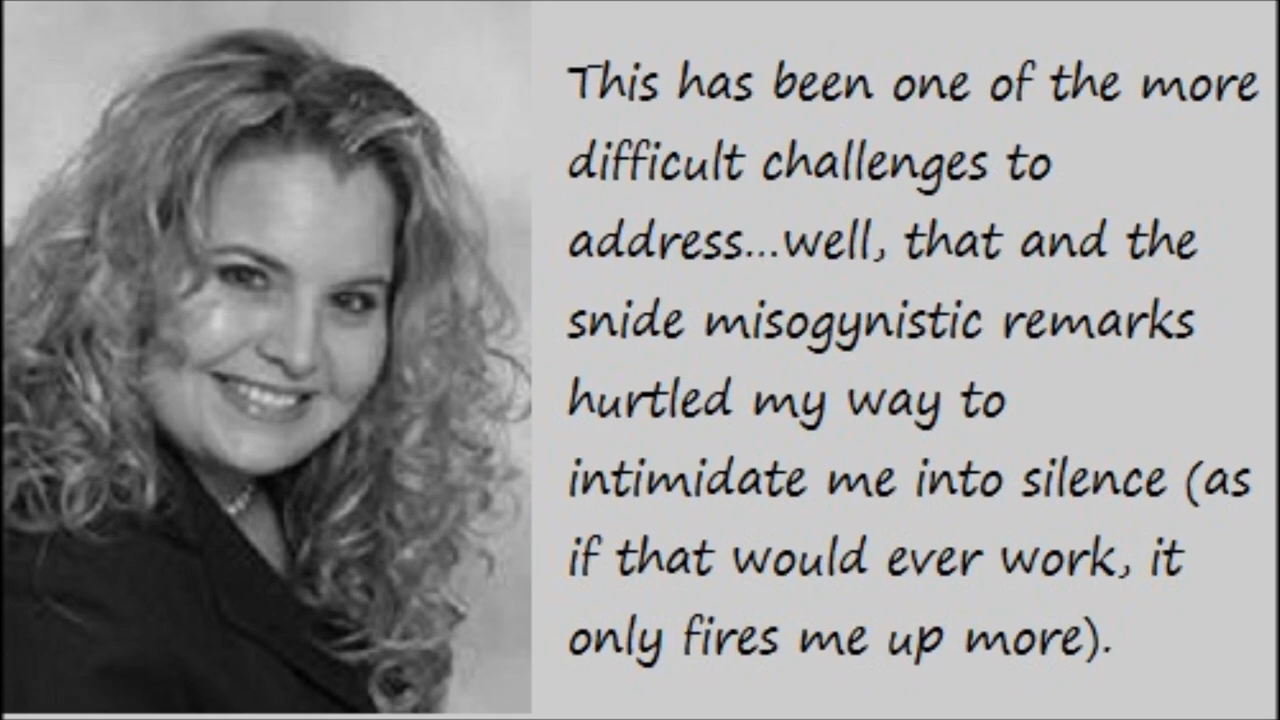 This has been one of the more
difficult challenges to
address...well, that and the
snide misogynistic remarks
hurtled my way to
intimidate me into silence (as
if that would ever work, it
only fires me up more).